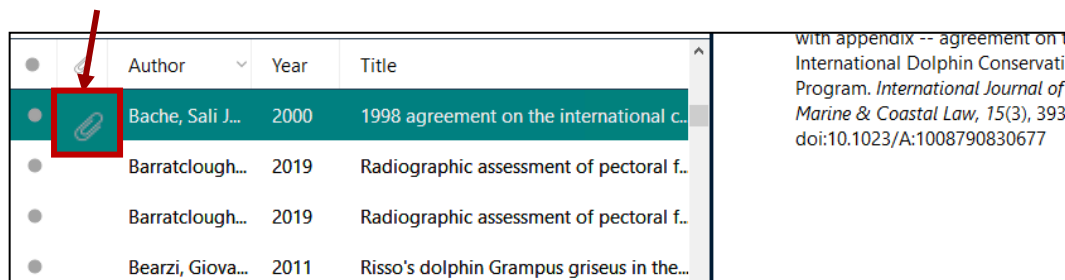 Author Year Title
Bache, Sali J... 2000 1998 agreement on the international c...
Barratclough... 2019 Radiographic assessment of pectoral f...
Barratclough... 2019 Radiographic assessment of pectoral f...
Bearzi, Giova... 2011 Risso's dolphin Grampus griseus in the...
with appendix -- agreement on t
International Dolphin Conservati
Program. International Journal of
Marine & Coastal Law, 15(3), 393
doi:10.1023/A:1008790830677